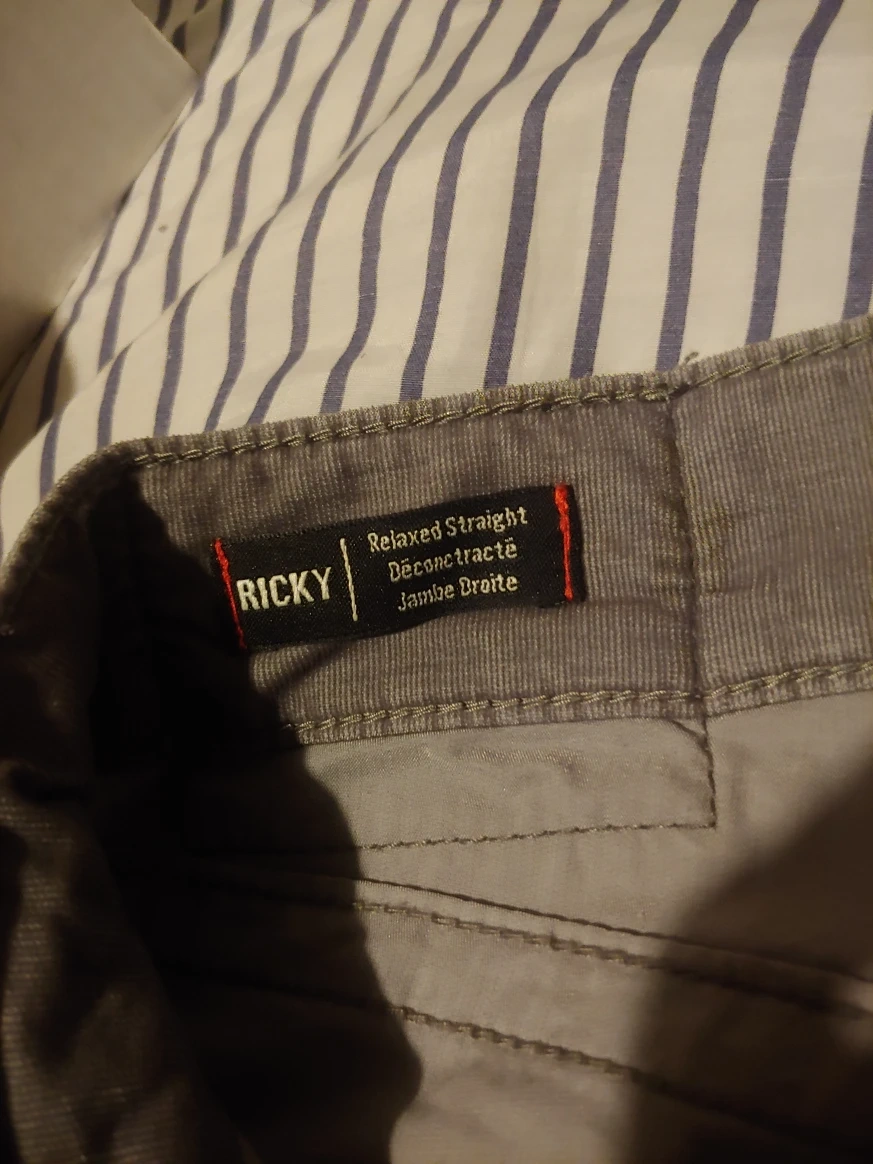 RICKY
Relaxed Straight
Décontracté
Jambe Droite